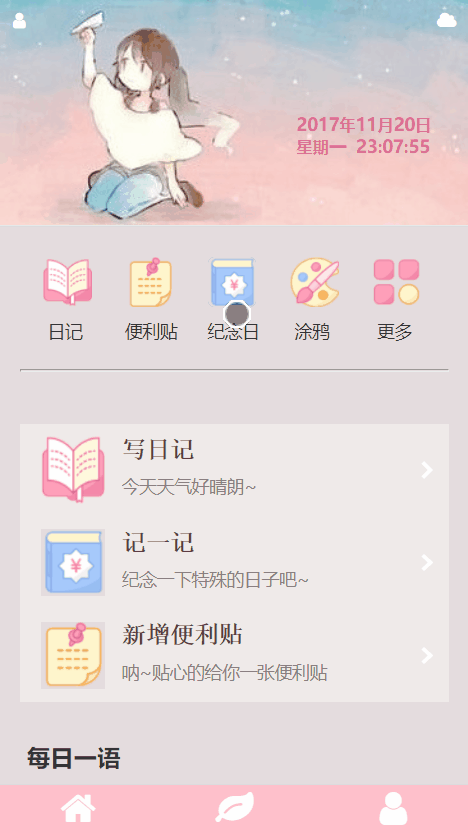 2017年11月20日
星期一 23:07:55
日记 便利贴 纪念日 涂鸦 更多
写日记
今天天气好晴朗~
¥
记一记
纪念一下特殊的日子吧~
新增便利贴
呐~贴心的给你一张便利贴
每日一语